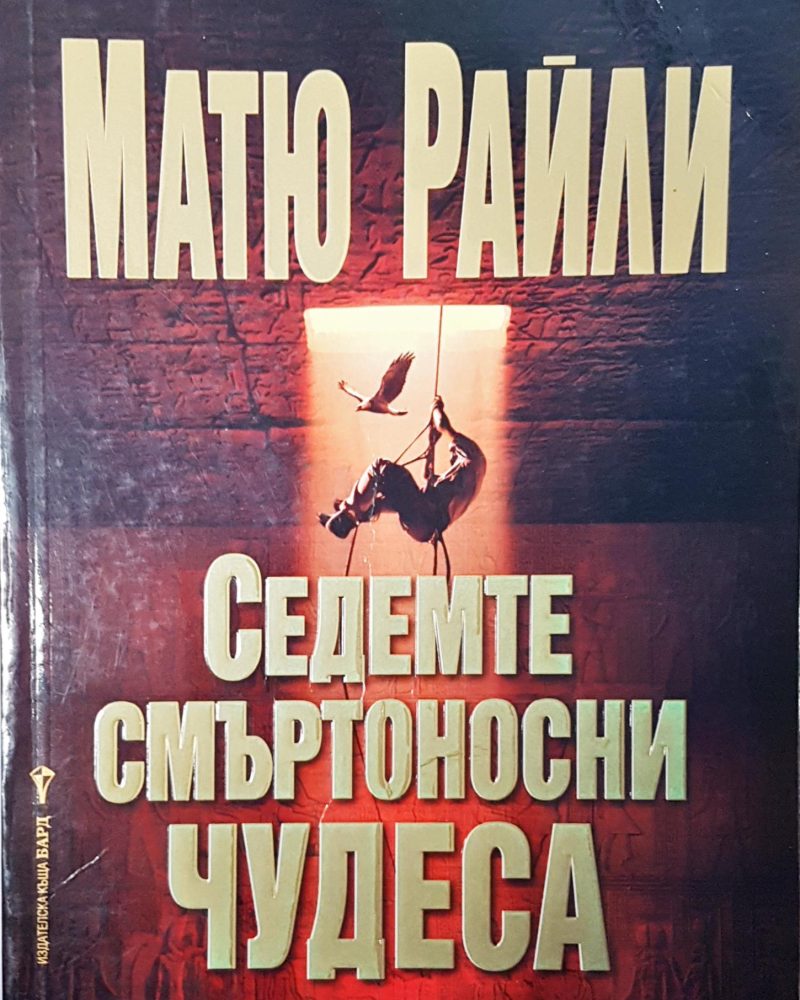 МАТЮ РАЙЛИ
СЕДЕМТЕ
СМЪРТОНОСНИ
ЧУДЕСА
ИЗДАТЕЛСКА КЪЩА БАРД